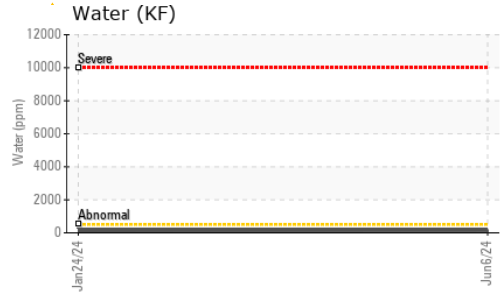 Water (KF)
12000
Severe
10000
8000
6000
4000
2000
Abnormal
0
Water (ppm)
Jan24/24
Jun6/24